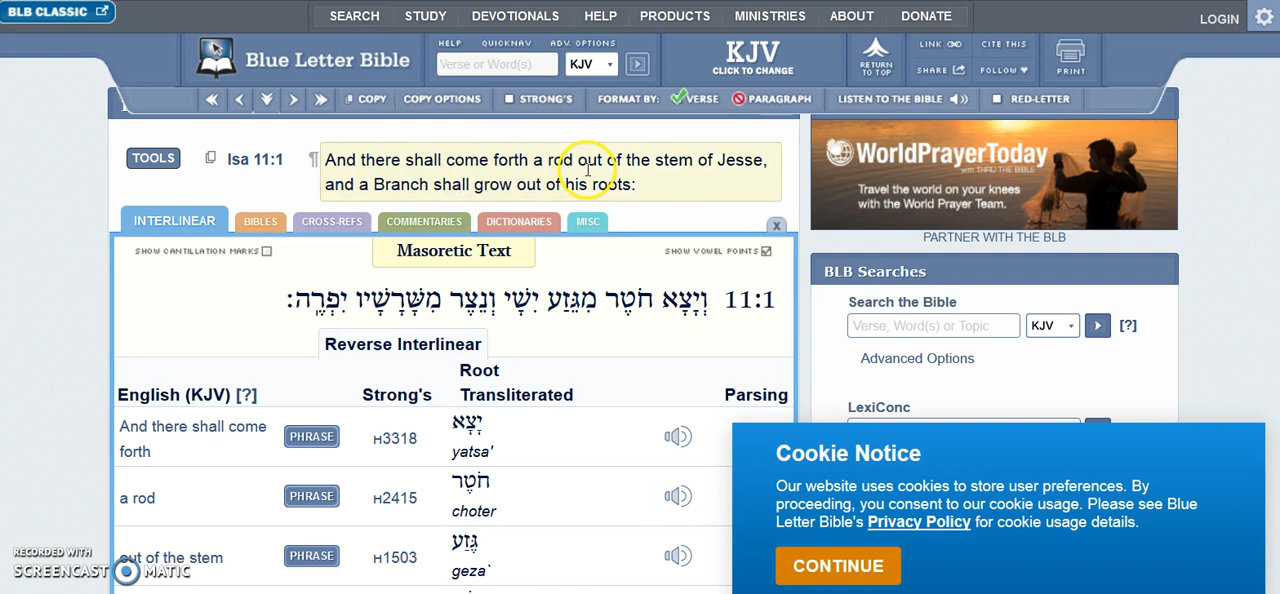 BLB CLASSIC
SEARCH STUDY DEVOTIONALS HELP PRODUCTS MINISTRIES ABOUT DONATE
LOGIN
Blue Letter Bible
HELP QUICKNAV ADV. OPTIONS
Verse or Word(s) KJV
KJV
CLICK TO CHANGE
RETURN
TO TOP
LINK CITE THIS
SHARE FOLLOW
PRINT
COPY COPY OPTIONS STRONG'S FORMAT BY: VERSE PARAGRAPH LISTEN TO THE BIBLE RED-LETTER
TOOLS Isa 11:1 ¶ And there shall come forth a rod out of the stem of Jesse,
and a Branch shall grow out of his roots:
INTERLINEAR BIBLES CROSS-REFS COMMENTARIES DICTIONARIES MISC X
SHOW CANTILLATION MARKS Masoretic Text SHOW VOWEL POINTS
11:1 וְיָצָא חֹטֶר מִגֵּזַע יִשָׁי וְנֵצֶר מִשָּׁרָשָׁיו יִפְרֶֽה׃
Reverse Interlinear
English (KJV) [?] Strong's Root Transliterated Parsing
And there shall come forth PHRASE H3318 יָצָא yatsa'
a rod PHRASE H2415 חֹטֶר choter
out of the stem PHRASE H1503 גֶּזַע geza`
WorldPrayerToday
with THRU THE BIBLE
Travel the world on your knees
with the World Prayer Team.
PARTNER WITH THE BLB
BLB Searches
Search the Bible
Verse, Word(s) or Topic KJV [?]
Advanced Options
LexiConc
Cookie Notice
Our website uses cookies to store user preferences. By
proceeding, you consent to our cookie usage. Please see Blue
Letter Bible's Privacy Policy for cookie usage details.
CONTINUE
RECORDED WITH
SCREENCAST MATIC